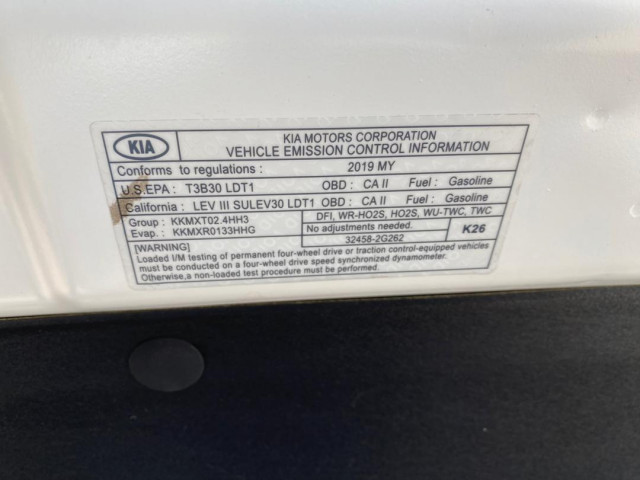 KIA
KIA MOTORS CORPORATION
VEHICLE EMISSION CONTROL INFORMATION
Conforms to regulations : 2019 MY
U.S.EPA : T3B30 LDT1 OBD : CA II Fuel : Gasoline
California : LEV III SULEV30 LDT1 OBD : CA II Fuel : Gasoline
Group : KKMXT02.4HH3
Evap. : KKMXR0133HHG
DFI, WR-HO2S, HO2S, WU-TWC, TWC
No adjustments needed.
32458-2G262
K26
[WARNING]
Loaded I/M testing of permanent four-wheel drive or traction control-equipped vehicles
must be conducted on a four-wheel drive speed synchronized dynamometer.
Otherwise,a non-loaded test procedure must be used.